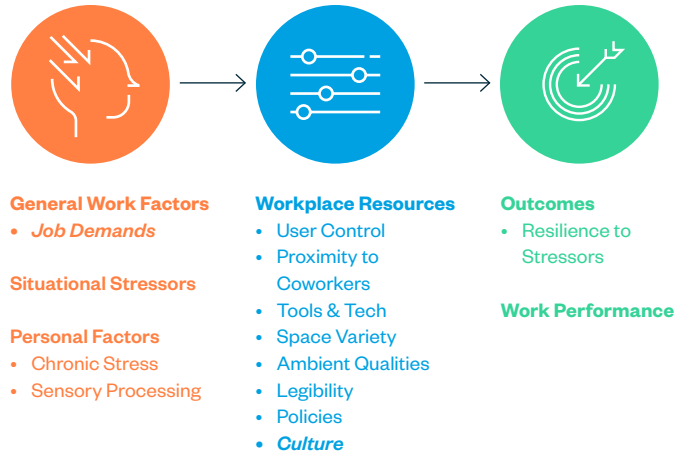 General Work Factors
• Job Demands
Situational Stressors
Personal Factors
• Chronic Stress
• Sensory Processing
Workplace Resources
• User Control
• Proximity to
Coworkers
• Tools & Tech
• Space Variety
• Ambient Qualities
• Legibility
• Policies
• Culture
Outcomes
• Resilience to
Stressors
Work Performance